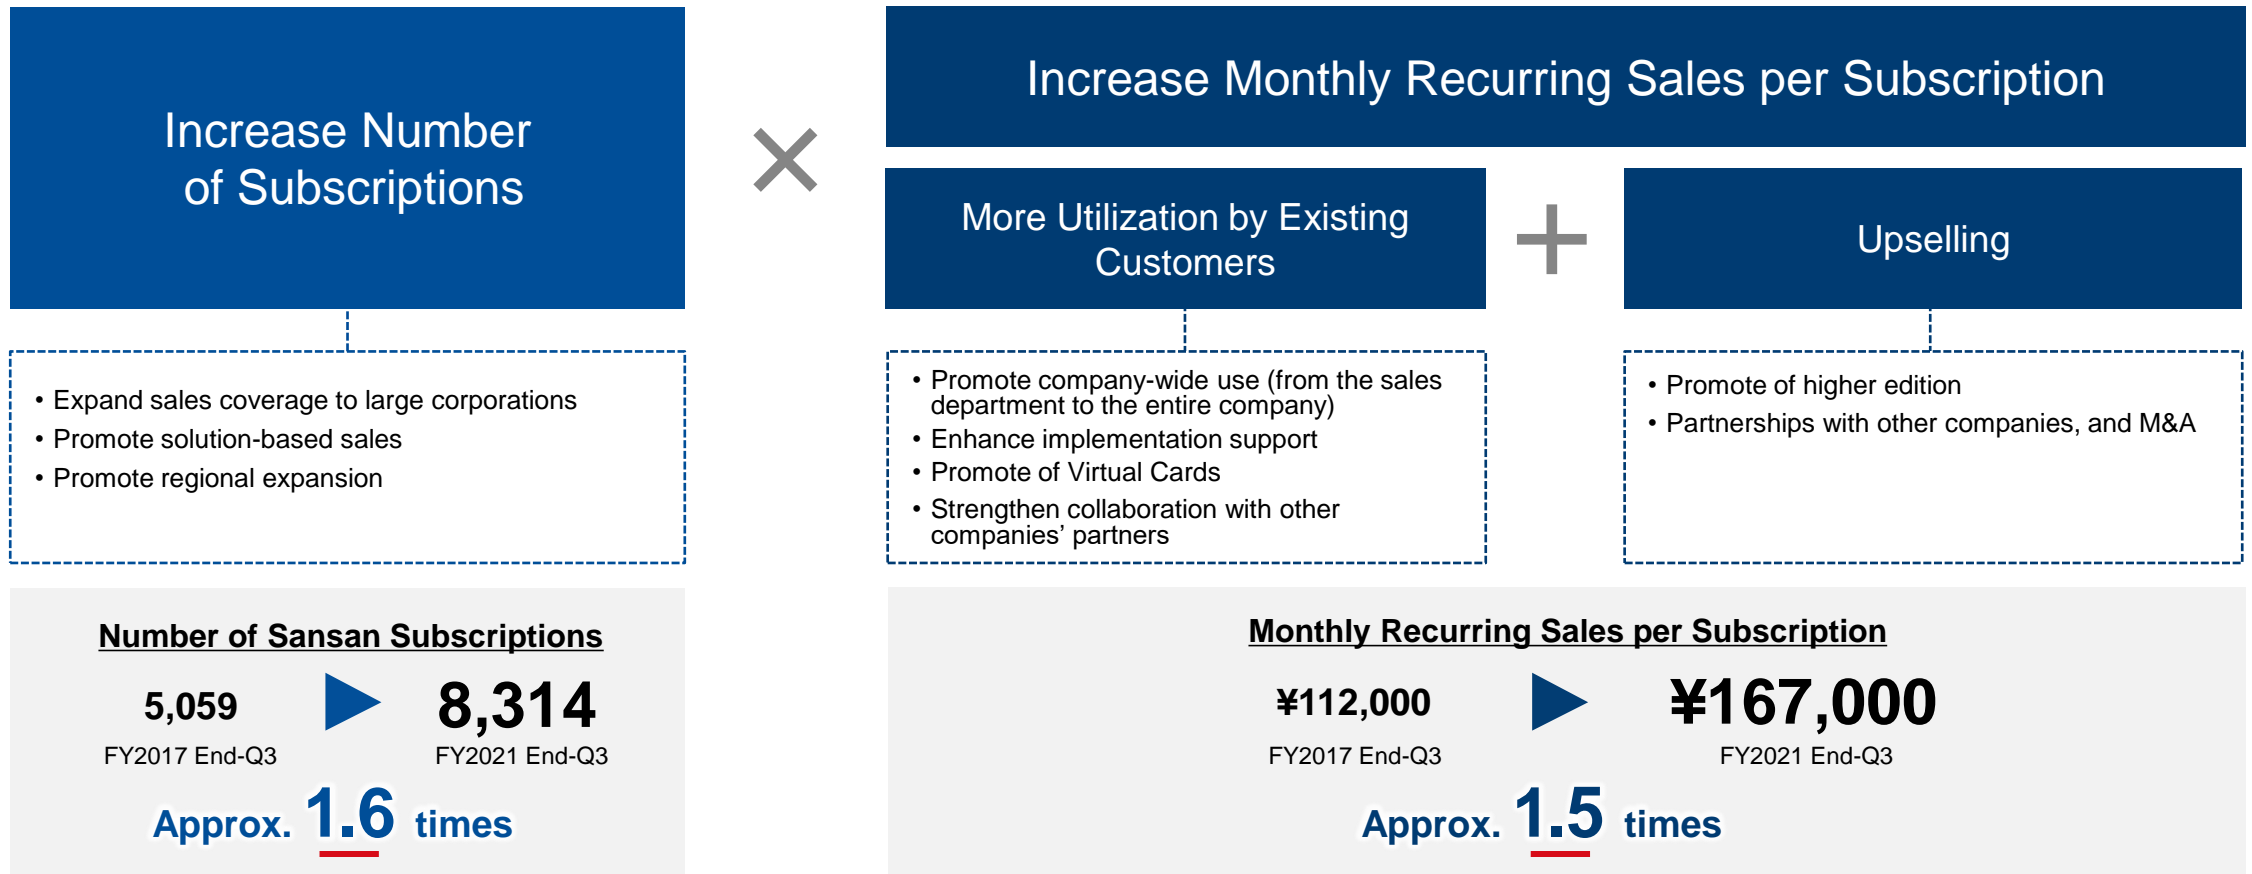 Increase Number
of Subscriptions
×
Increase Monthly Recurring Sales per Subscription
More Utilization by Existing
Customers
+
Upselling
• Expand sales coverage to large corporations
• Promote solution-based sales
• Promote regional expansion
• Promote company-wide use (from the sales
department to the entire company)
• Enhance implementation support
• Promote of Virtual Cards
• Strengthen collaboration with other
companies’ partners
• Promote of higher edition
• Partnerships with other companies, and M&A
Number of Sansan Subscriptions
5,059
8,314
FY2017 End-Q3
FY2021 End-Q3
Approx. 1.6 times
Monthly Recurring Sales per Subscription
¥112,000
¥167,000
FY2017 End-Q3
FY2021 End-Q3
Approx. 1.5 times